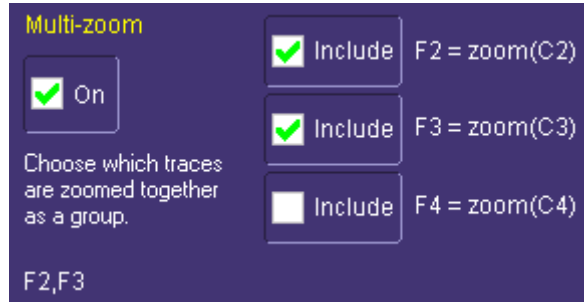 Multi-zoom
On
Choose which traces
are zoomed together
as a group.
F2,F3
Include F2 = zoom(C2)
Include F3 = zoom(C3)
Include F4 = zoom(C4)